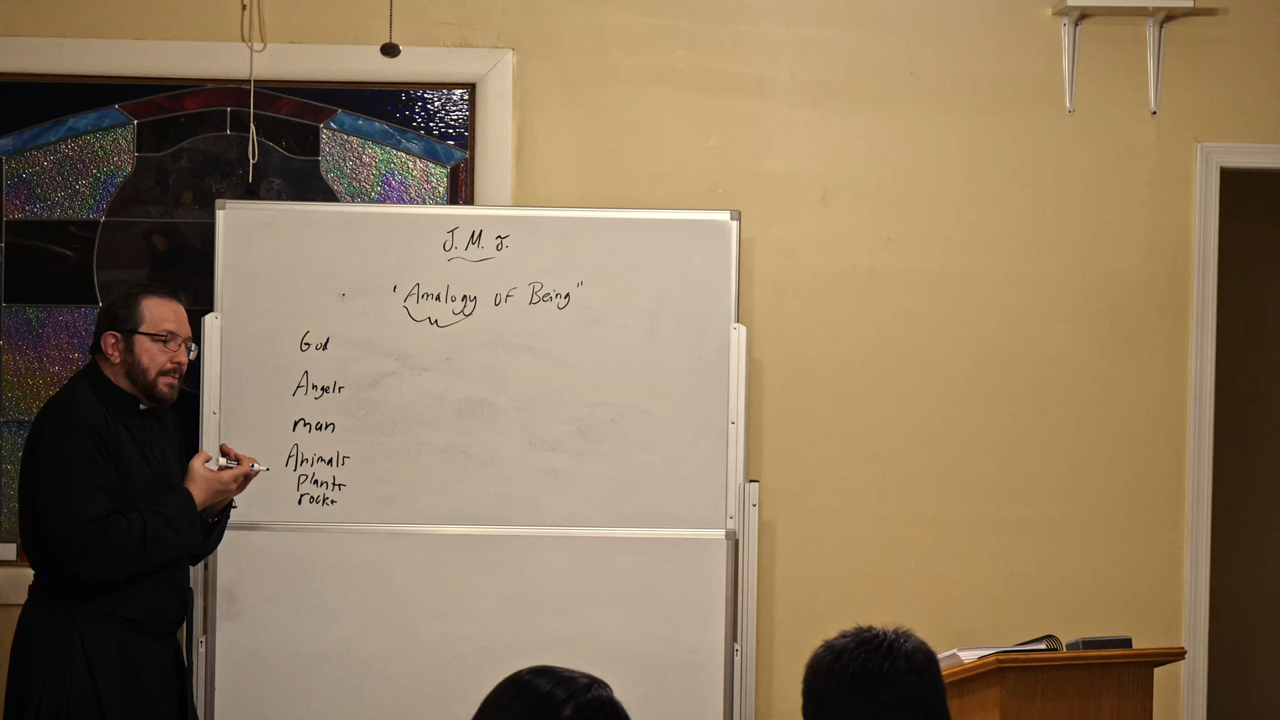 J. M. J.
"Analogy of Being"
God
Angels
man
Animals
plants
rocks